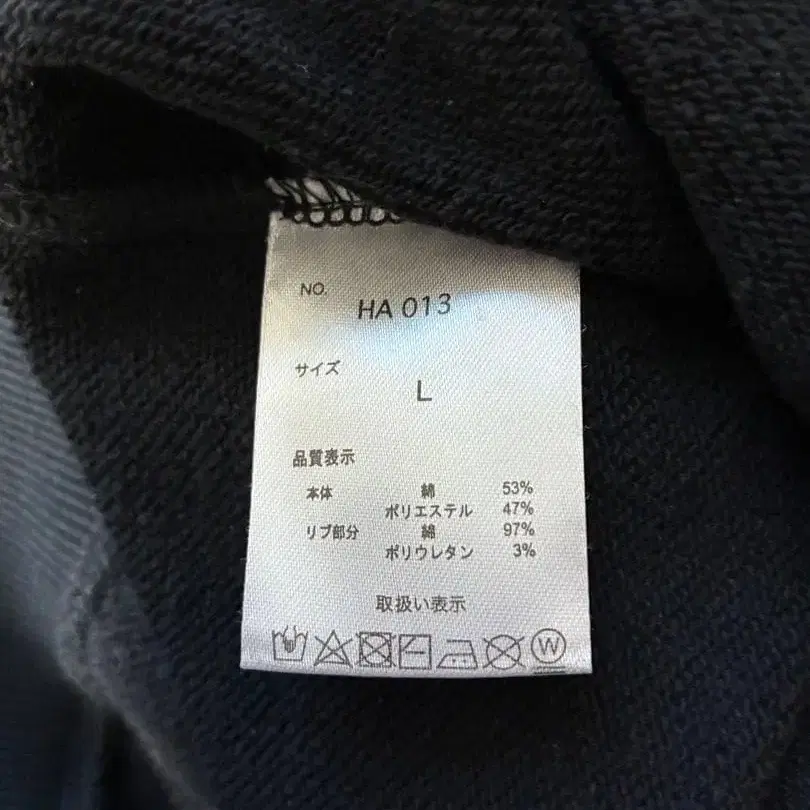 NO.
HA 013
サイズ
L
品質表示
本体 綿 53%
ポリエステル 47%
リブ部分 綿 97%
ポリウレタン 3%
取扱い表示
W